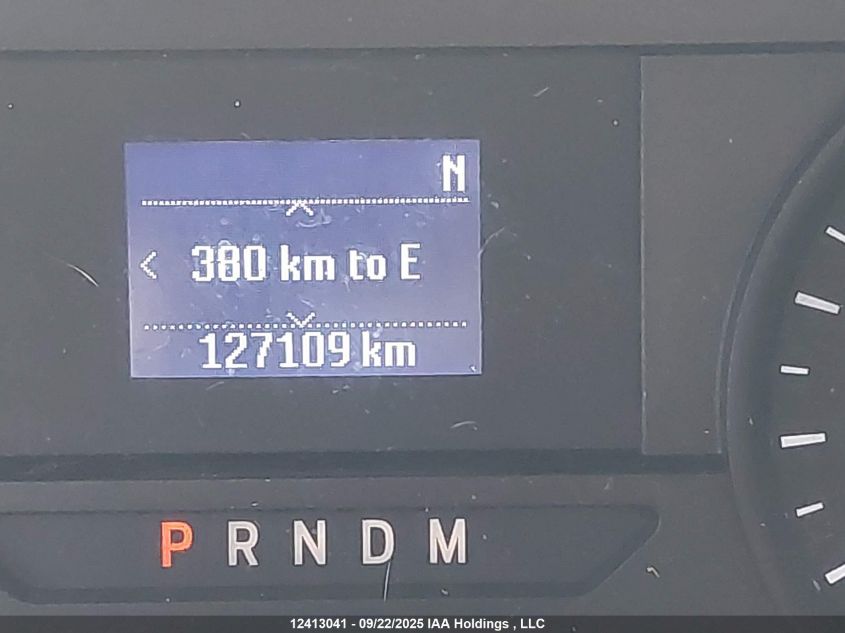 N
< 380 km to E
127109 km
P R N D M
12413041 - 09/22/2025 IAA Holdings , LLC